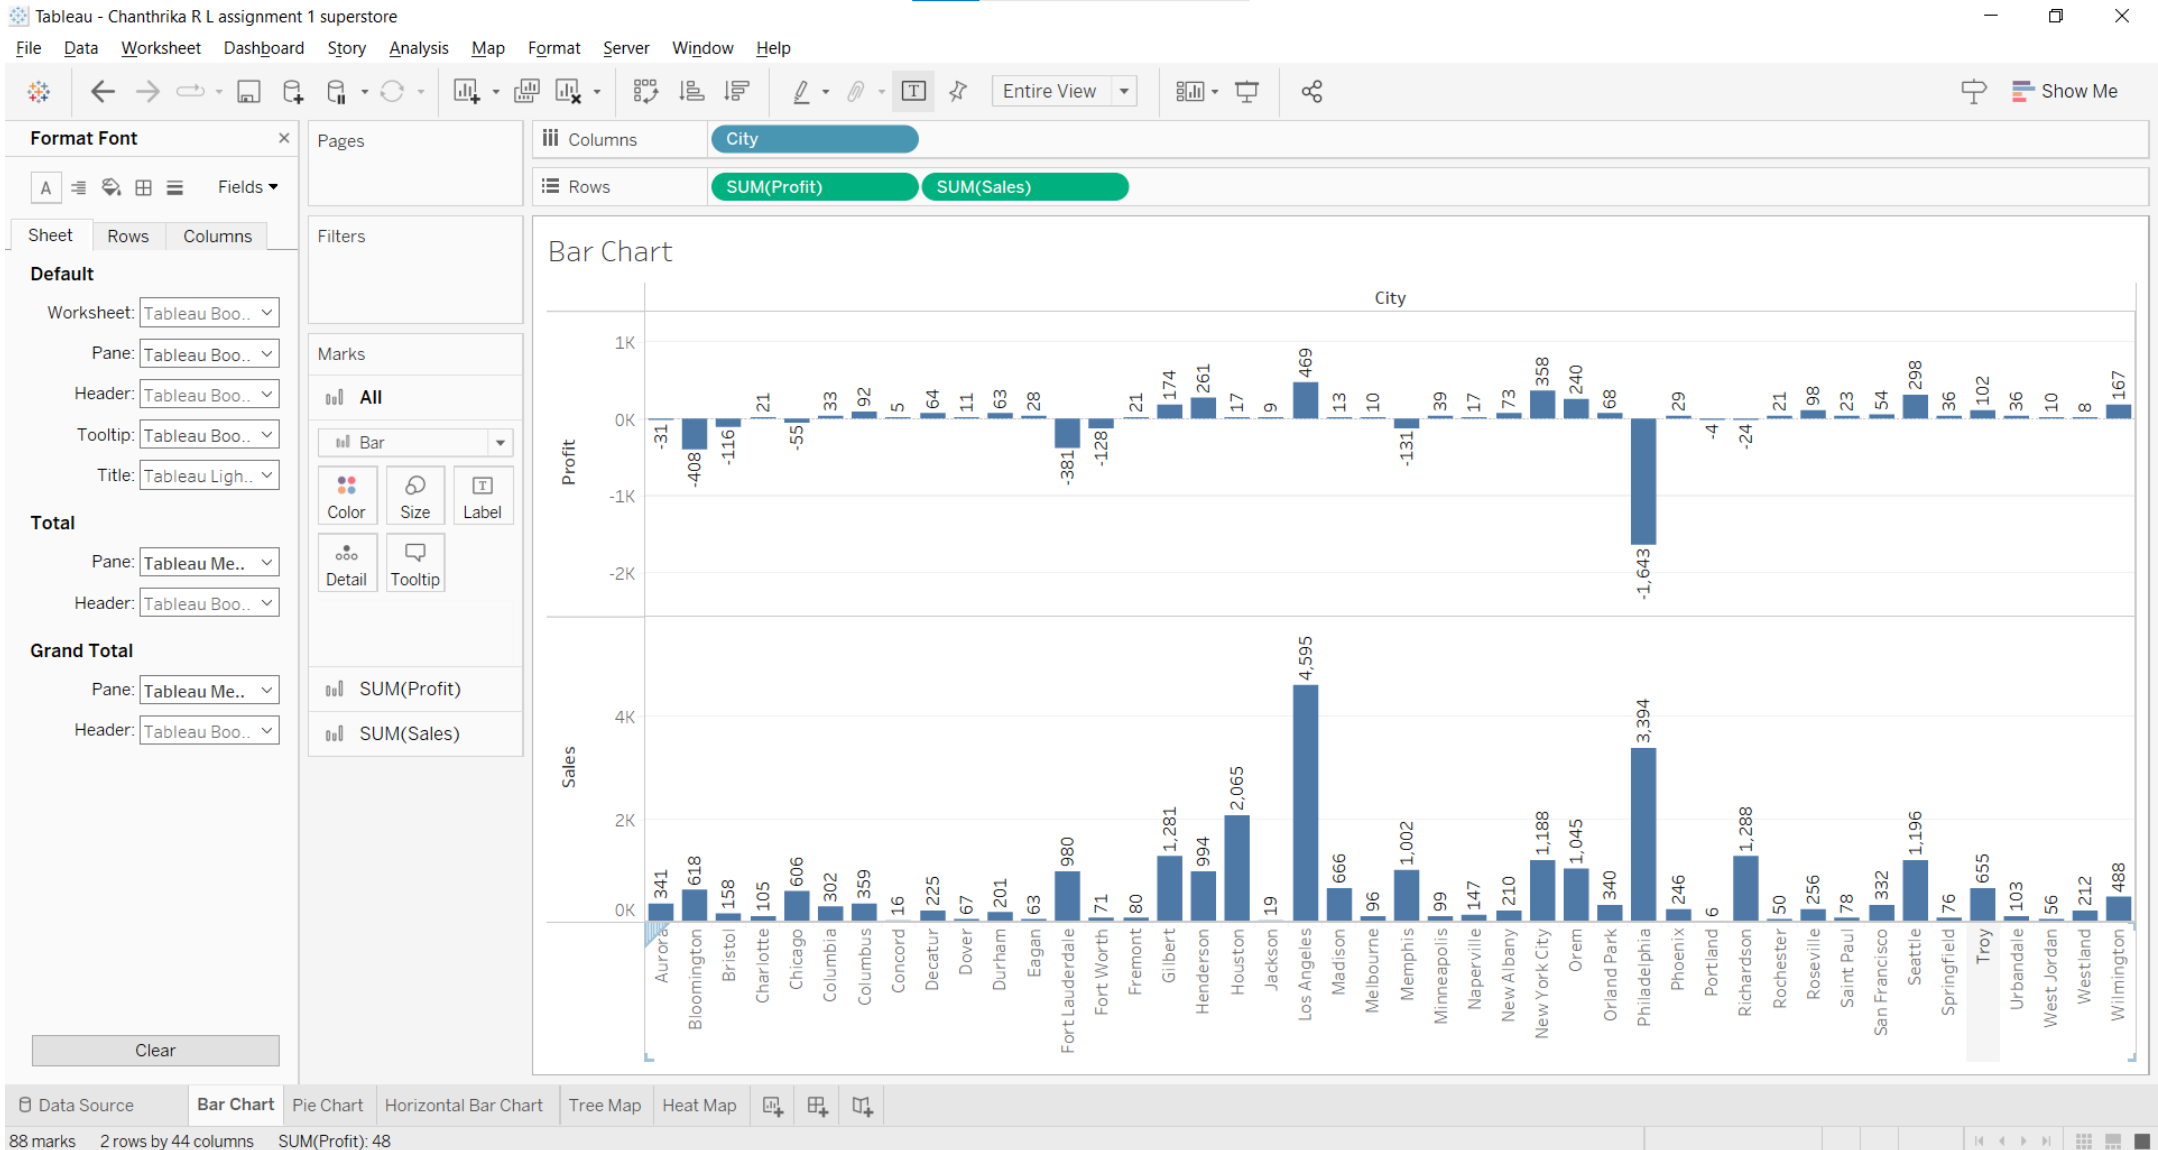 Tableau - Chanthrika R L assignment 1 superstore
File Data Worksheet Dashboard Story Analysis Map Format Server Window Help
Entire View
Show Me
Format Font
Fields
Sheet Rows Columns
Default
Worksheet: Tableau Boo..
Pane: Tableau Boo..
Header: Tableau Boo..
Tooltip: Tableau Boo..
Title: Tableau Ligh..
Total
Pane: Tableau Me..
Header: Tableau Boo..
Grand Total
Pane: Tableau Me..
Header: Tableau Boo..
Clear
Pages
Filters
Marks
All
Bar
Color Size Label
Detail Tooltip
SUM(Profit)
SUM(Sales)
Columns City
Rows SUM(Profit) SUM(Sales)
Bar Chart
City
Profit
1K
0K
-1K
-2K
-31 -408 -116 21 -55 33 92 5 64 11 63 28 -381 -128 21 174 261 17 9 469 13 10 -131 39 17 73 358 240 68 -1,643 29 -4 -24 21 98 23 54 298 36 102 36 10 8 167
Sales
4K
2K
0K
341 618 158 105 606 302 359 16 225 67 201 63 980 71 80 1,281 994 2,065 19 4,595 666 96 1,002 99 147 210 1,188 1,045 340 3,394 246 6 1,288 50 256 78 332 1,196 76 655 103 56 212 488
Aurora
Bloomington
Bristol
Charlotte
Chicago
Columbia
Columbus
Concord
Decatur
Dover
Durham
Eagan
Fort Lauderdale
Fort Worth
Fremont
Gilbert
Henderson
Houston
Jackson
Los Angeles
Madison
Melbourne
Memphis
Minneapolis
Naperville
New Albany
New York City
Orem
Orland Park
Philadelphia
Phoenix
Portland
Richardson
Rochester
Roseville
Saint Paul
San Francisco
Seattle
Springfield
Troy
Urbandale
West Jordan
Westland
Wilmington
Data Source Bar Chart Pie Chart Horizontal Bar Chart Tree Map Heat Map
88 marks 2 rows by 44 columns SUM(Profit): 48